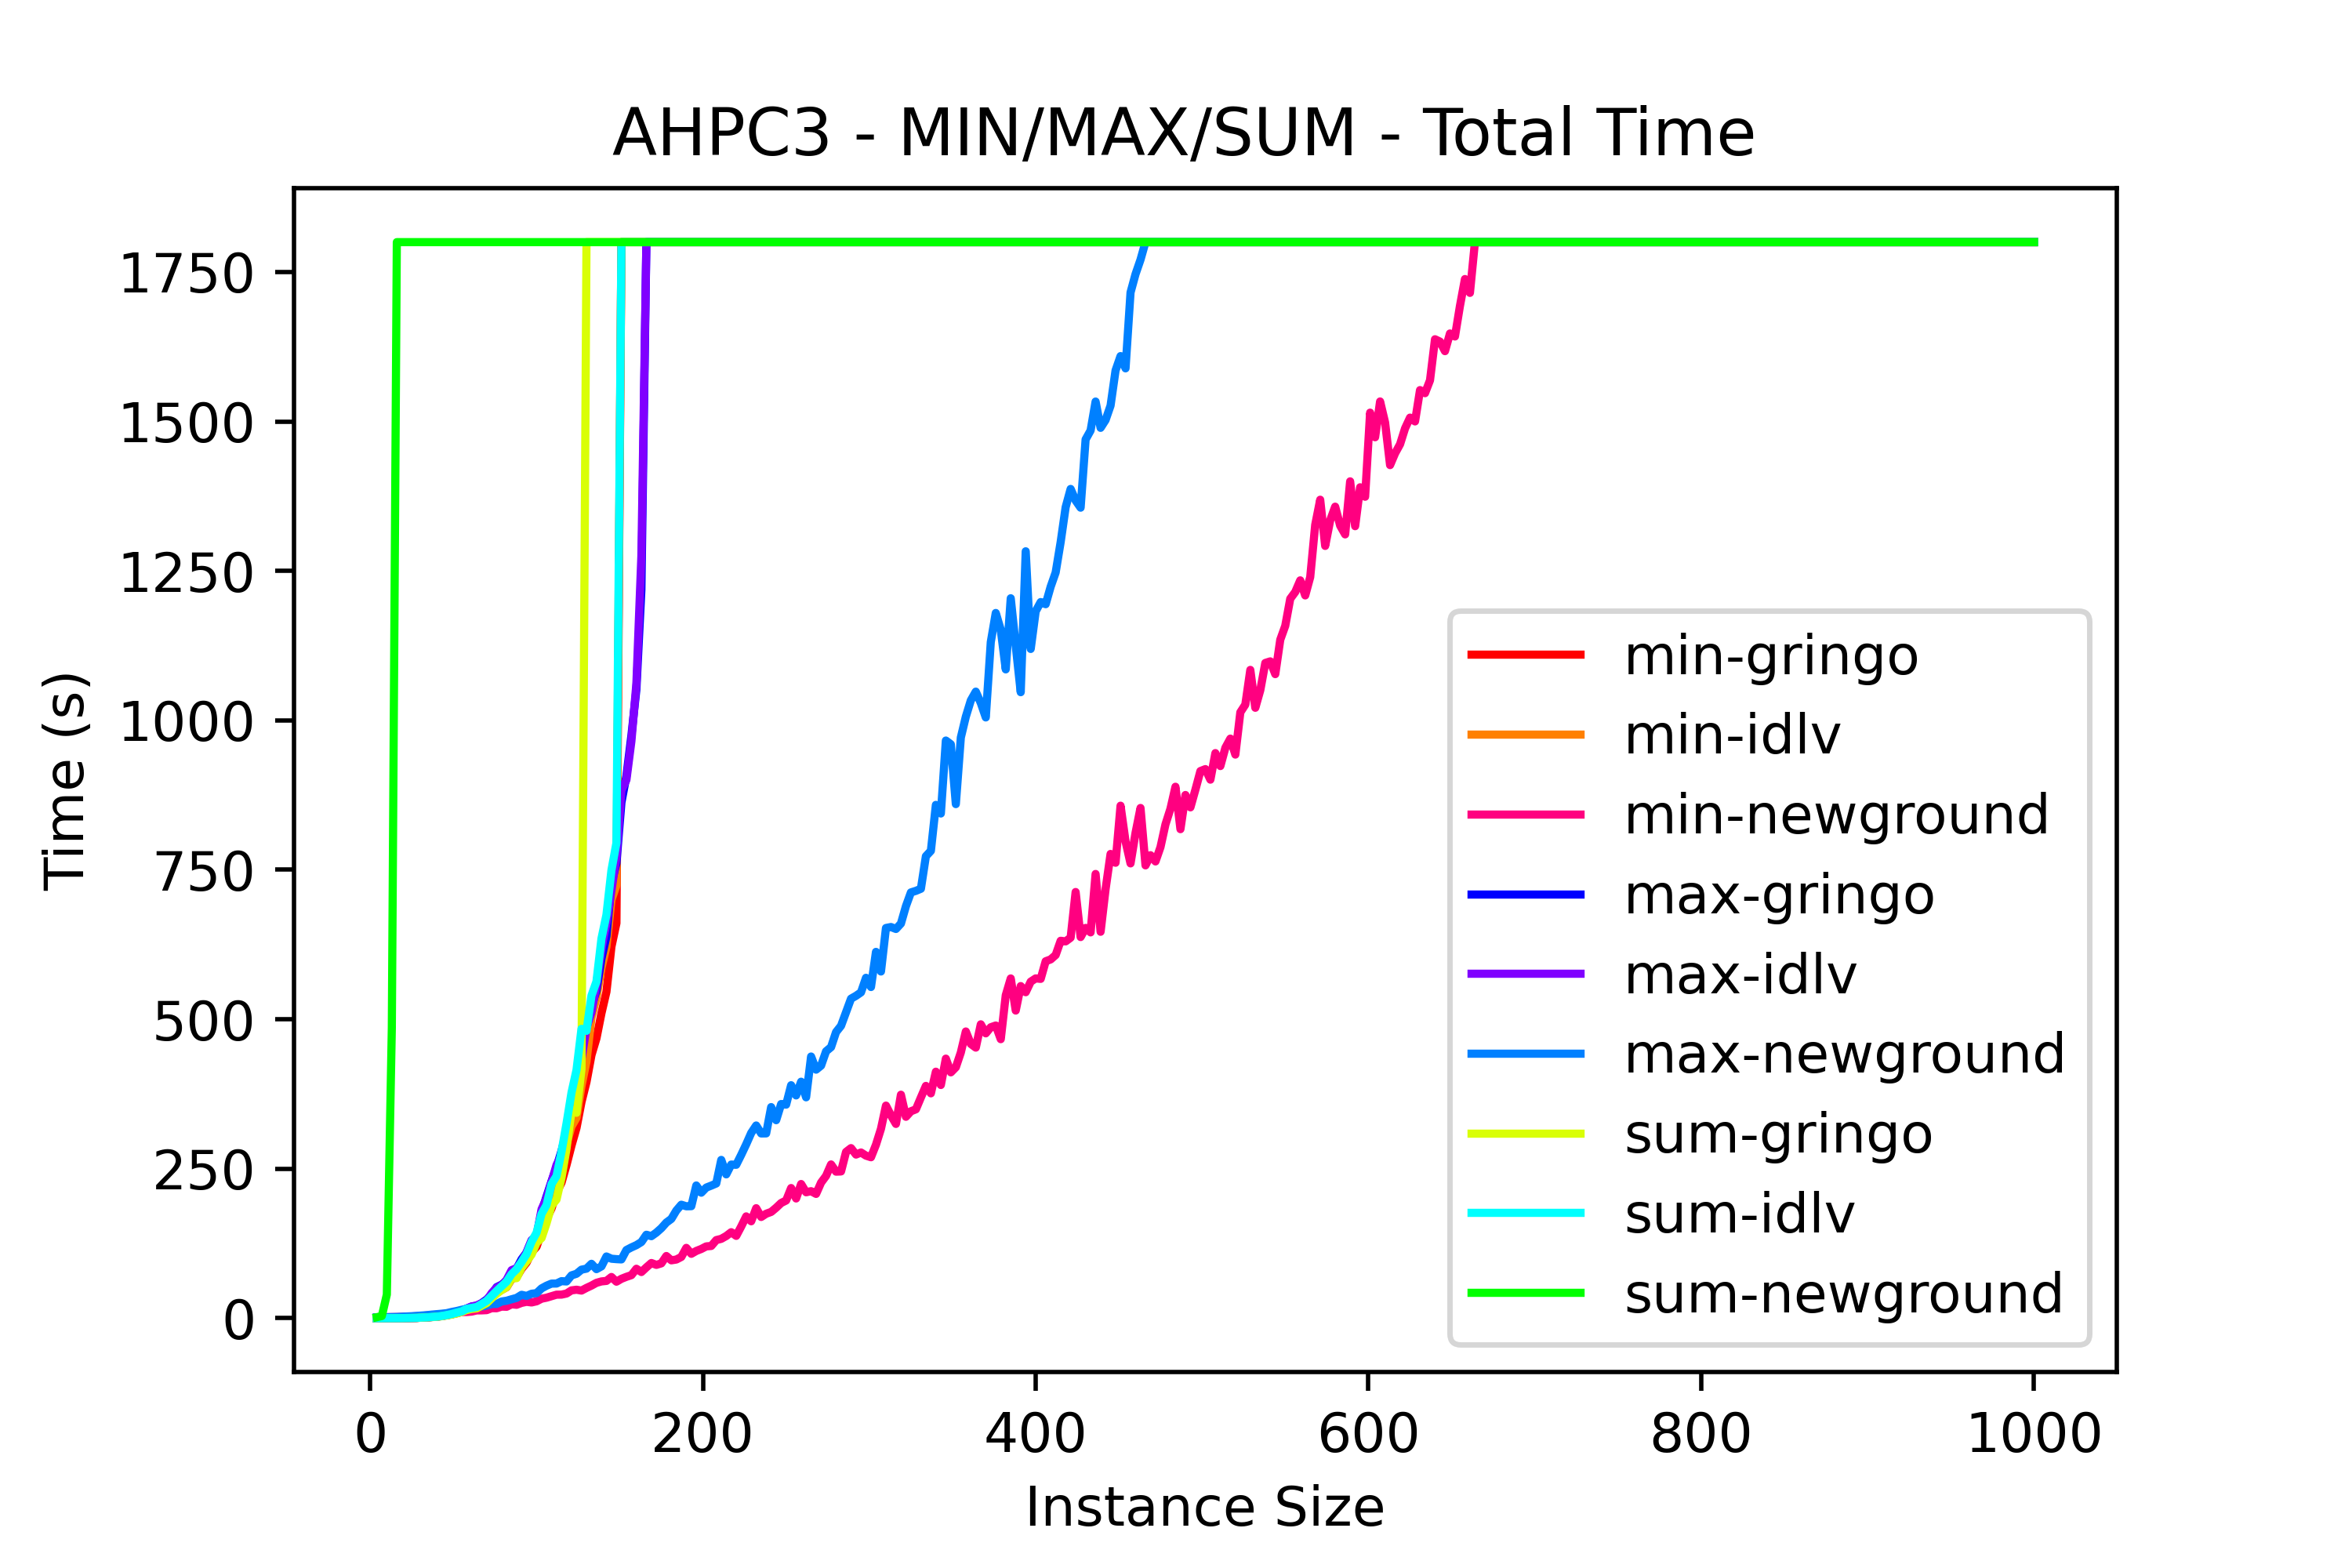 AHPC3 - MIN/MAX/SUM - Total Time
Time (s)
1750
1500
1250
1000
750
500
250
0
0 200 400 600 800 1000
Instance Size
min-gringo
min-idlv
min-newground
max-gringo
max-idlv
max-newground
sum-gringo
sum-idlv
sum-newground